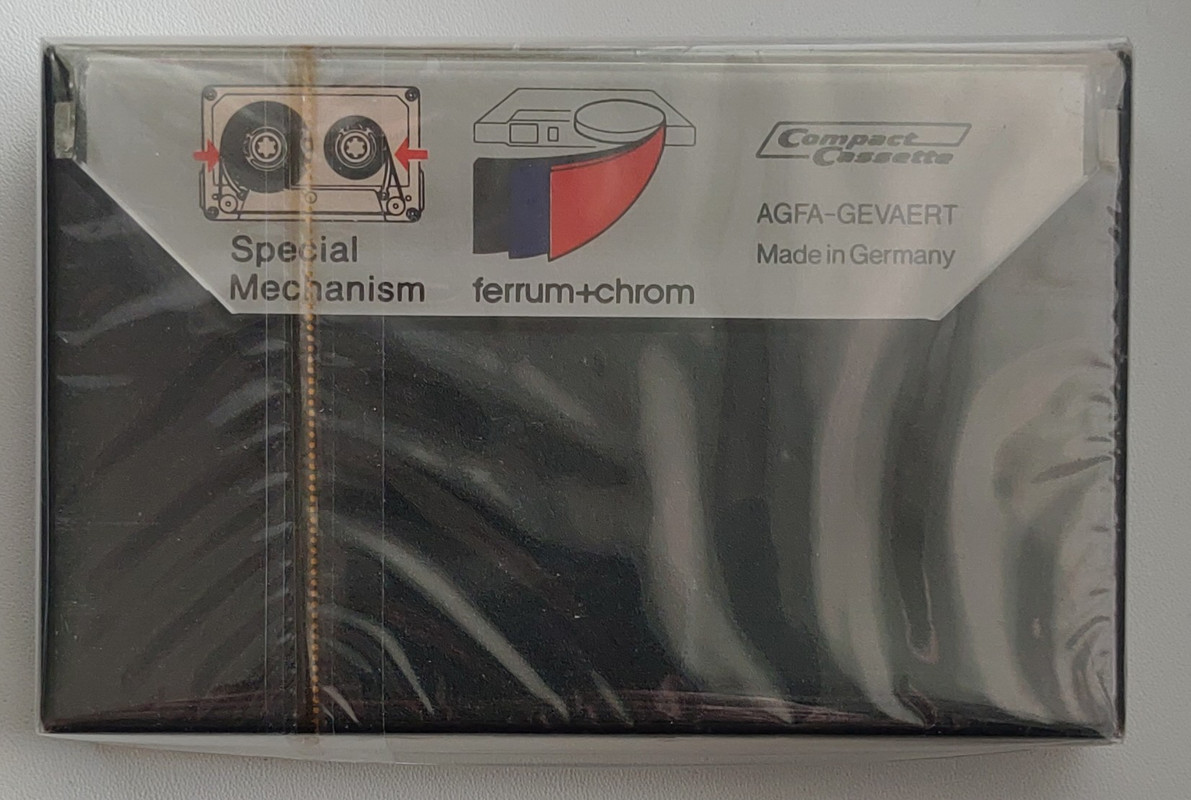 Special
Mechanism
ferrum+chrom
Compact
Cassette
AGFA-GEVAERT
Made in Germany